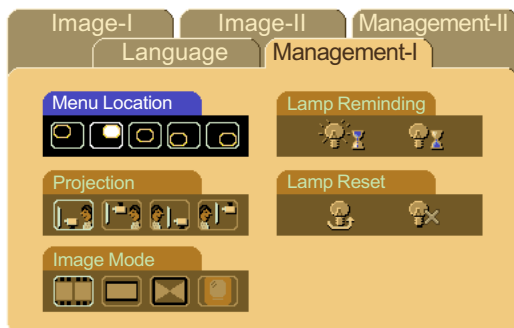 Image-I Image-II Management-II
Language Management-I
Menu Location Lamp Reminding
Projection Lamp Reset
Image Mode